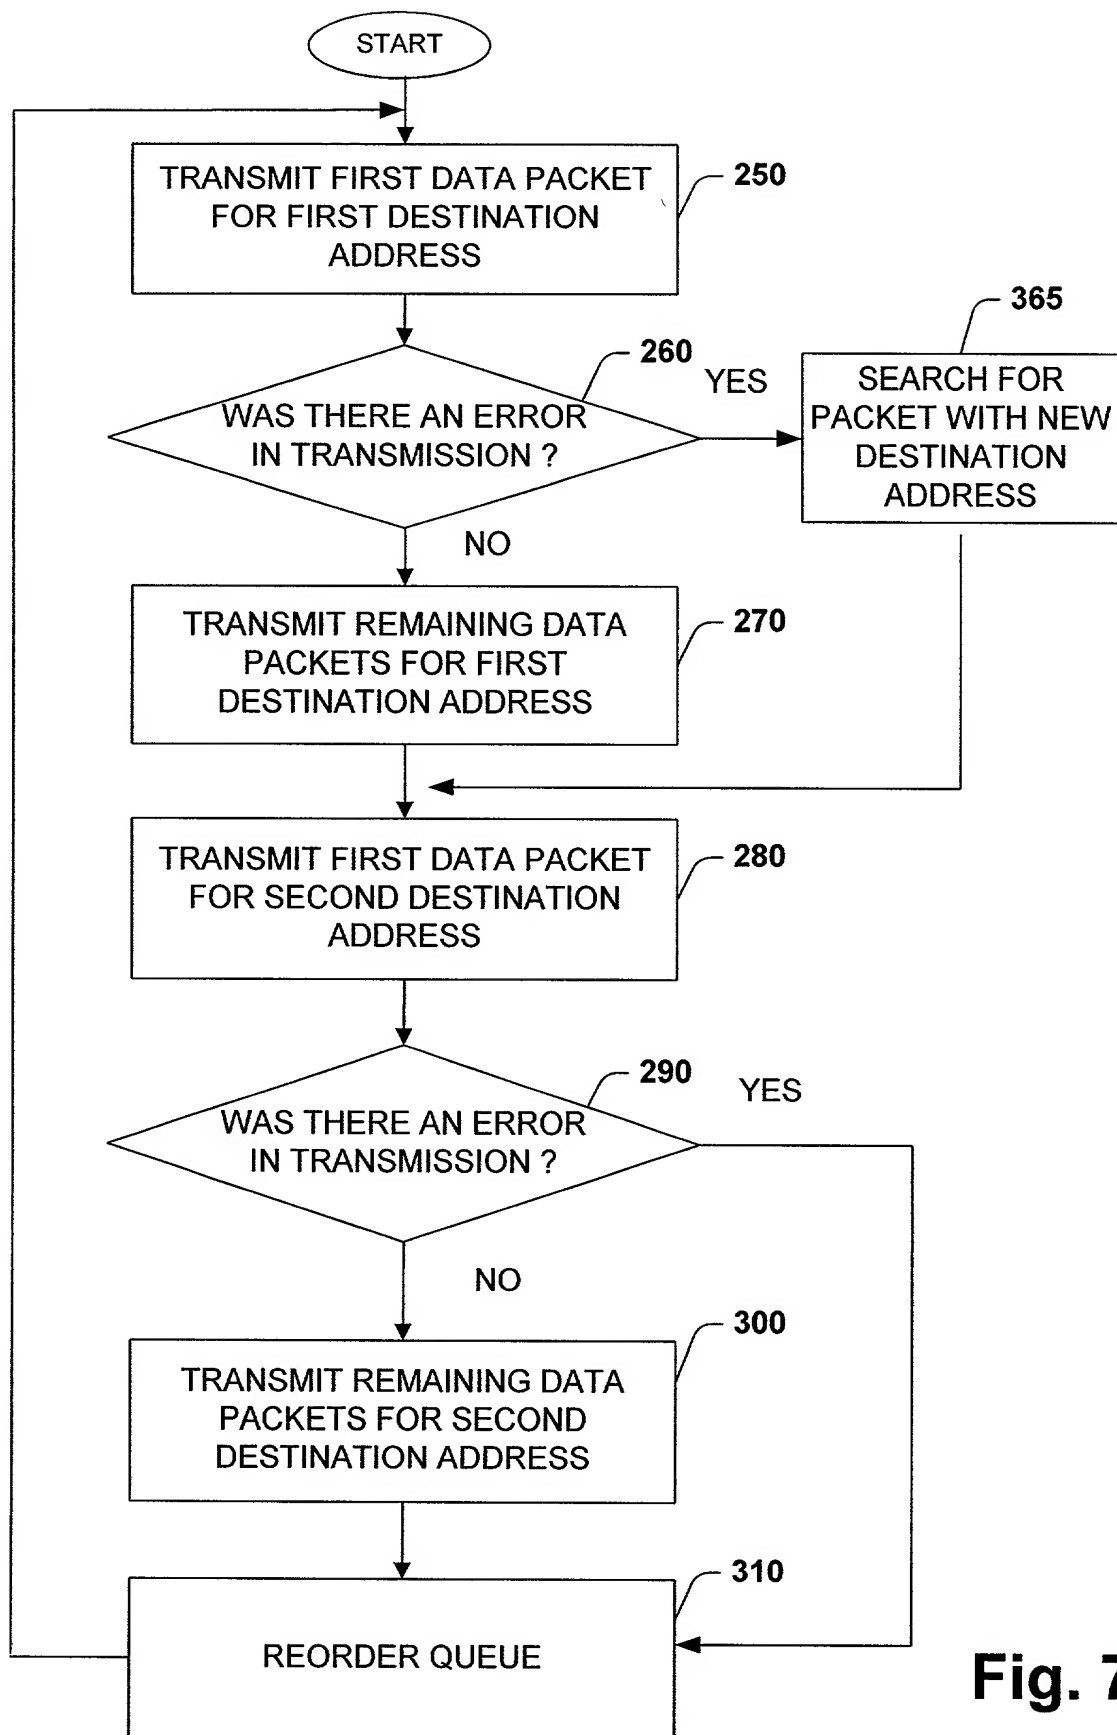 START
TRANSMIT FIRST DATA PACKET
FOR FIRST DESTINATION
ADDRESS
250
260
WAS THERE AN ERROR
IN TRANSMISSION ?
YES
365
SEARCH FOR
PACKET WITH NEW
DESTINATION
ADDRESS
NO
TRANSMIT REMAINING DATA
PACKETS FOR FIRST
DESTINATION ADDRESS
270
TRANSMIT FIRST DATA PACKET
FOR SECOND DESTINATION
ADDRESS
280
290
WAS THERE AN ERROR
IN TRANSMISSION ?
YES
NO
300
TRANSMIT REMAINING DATA
PACKETS FOR SECOND
DESTINATION ADDRESS
310
REORDER QUEUE
Fig. 7